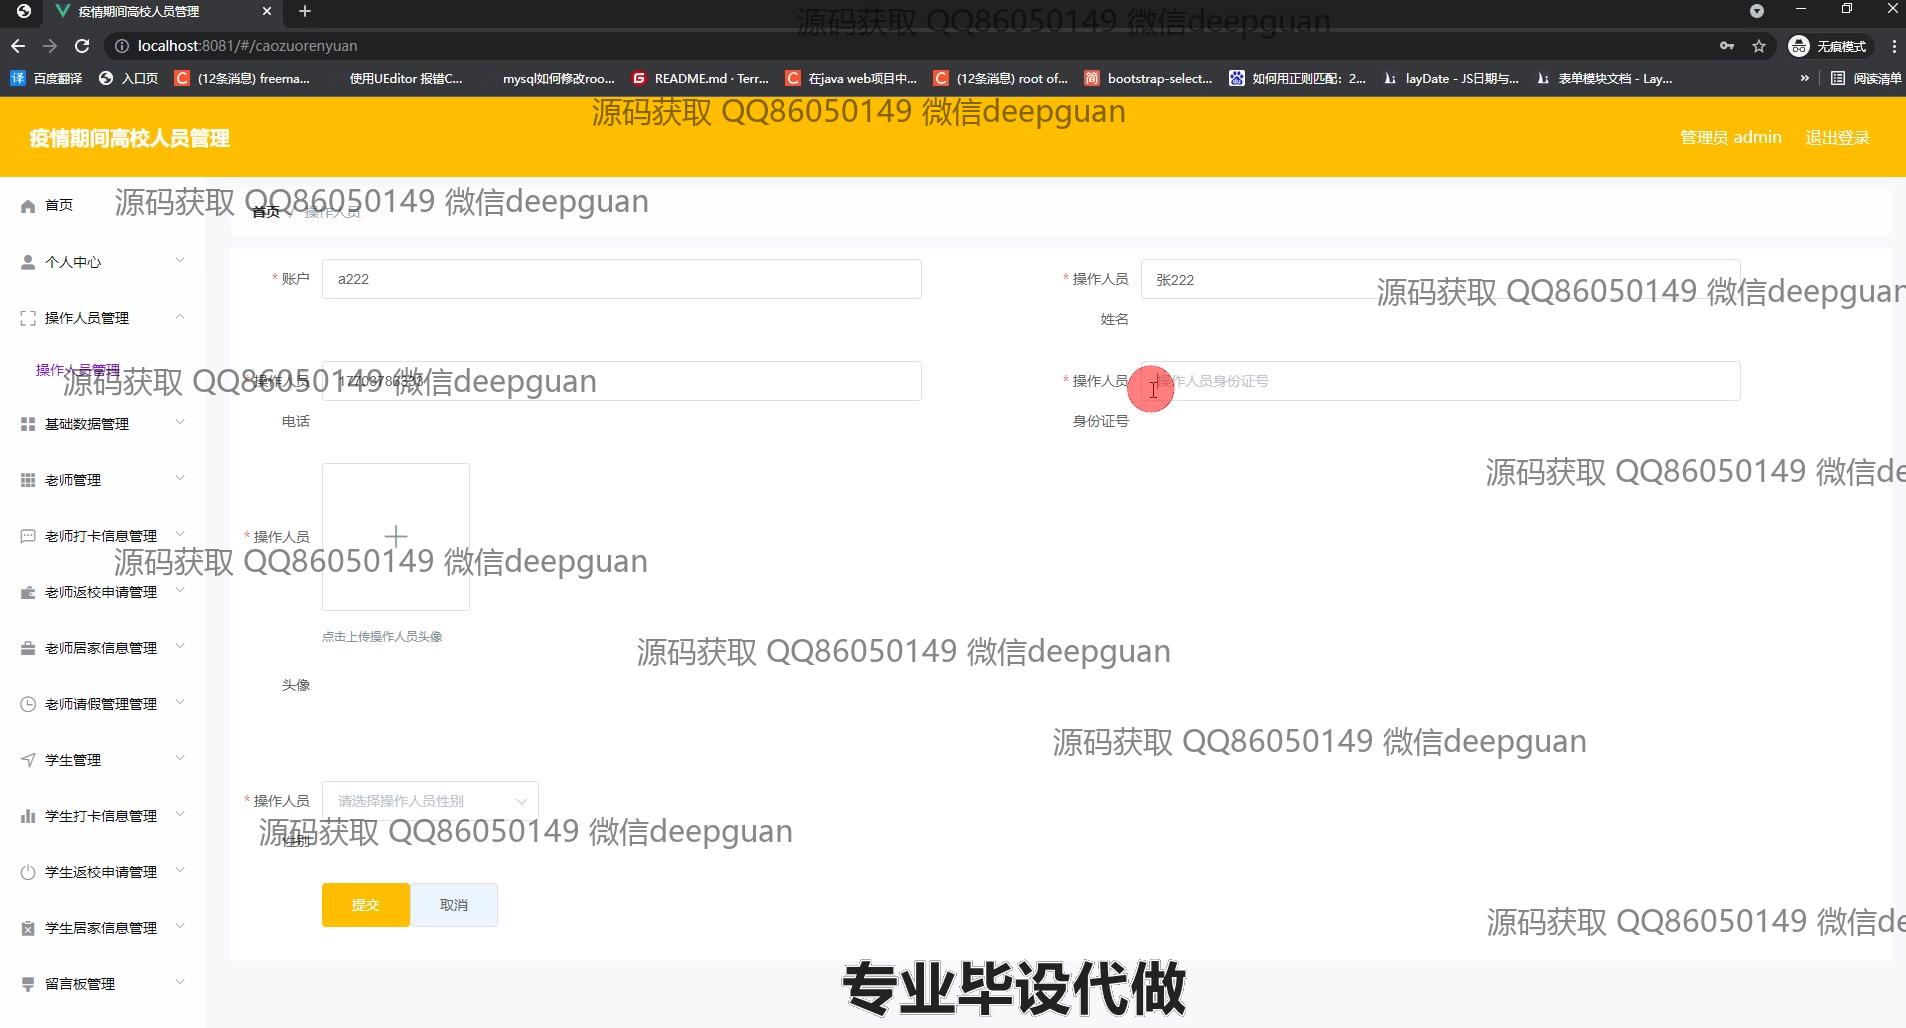 疫情期间高校人员管理
源码获取 QQ86050149 微信deepguan
localhost:8081/#/caozuorenyuan
无痕模式
百度翻译
入口页
(12条消息) freema...
使用UEditor 报错C...
mysql如何修改roo...
README.md · Terr...
在java web项目中...
(12条消息) root of...
bootstrap-select...
如何用正则匹配：2...
layDate - JS日期与...
表单模块文档 - Lay...
阅读清单
源码获取 QQ86050149 微信deepguan
疫情期间高校人员管理
管理员 admin
退出登录
首页
源码获取 QQ86050149 微信deepguan
首页
操作人员
个人中心
* 账户
a222
* 操作人员
姓名
张222
源码获取 QQ86050149 微信deepguan
操作人员管理
操作人员管理
源码获取 QQ86050149 微信deepguan
* 操作人员
电话
* 操作人员
身份证号
操作人员身份证号
基础数据管理
老师管理
源码获取 QQ86050149 微信de
老师打卡信息管理
* 操作人员
头像
源码获取 QQ86050149 微信deepguan
老师返校申请管理
点击上传操作人员头像
老师居家信息管理
源码获取 QQ86050149 微信deepguan
老师请假管理管理
源码获取 QQ86050149 微信deepguan
学生管理
* 操作人员
性别
请选择操作人员性别
学生打卡信息管理
源码获取 QQ86050149 微信deepguan
学生返校申请管理
提交
取消
学生居家信息管理
源码获取 QQ86050149 微信de
留言板管理
专业毕设代做